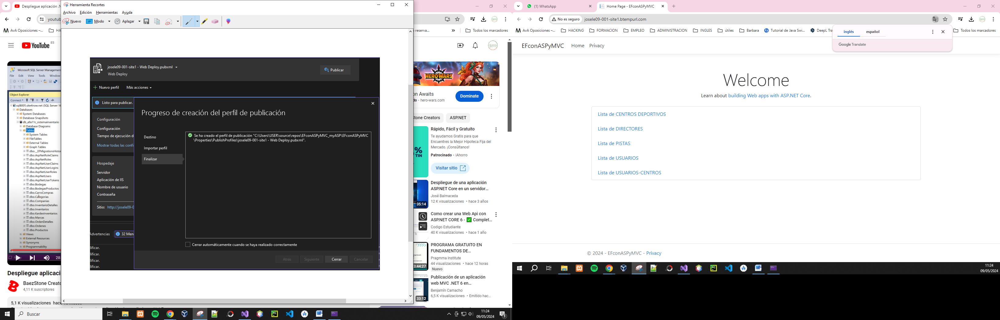 Despliegue aplicación .N
youtub
AvA Oposiciones –...
HA
YouTube ES
Microsoft SQL Server Management
File Edit View Tools Window
Object Explorer
Connect
sql8005.site4now.net (SQL Server 16
Databases
System Databases
Database Snapshots
db_a9a11c_sistemainventario
Database Diagrams
Tables
System Tables
FileTables
External Tables
Graph Tables
dbo.__EFMigrationsHistor
dbo.AspNetRoleClaims
dbo.AspNetRoles
dbo.AspNetUserClaims
dbo.AspNetUserLogins
dbo.AspNetUserRoles
dbo.AspNetUsers
dbo.AspNetUserTokens
dbo.Bodegas
dbo.BodegasProductos
dbo.CarroCompras
dbo.Categorias
dbo.Companias
dbo.InventarioDetalles
dbo.Inventarios
dbo.KardexInventarios
dbo.Marcas
dbo.OrdenDetalles
dbo.Ordenes
dbo.Productos
Views
External Resources
Synonyms
Programmability
28:
Despliegue aplicaci
BaezStone Creato
4,11 K suscriptores
5,1 K visualizaciones hace
Herramienta Recortes
Archivo Edición Herramientas Ayuda
Nuevo Modo Aplazar
josele09-001-site1 - Web Deploy.pubxml
Web Deploy
Publicar
Nuevo perfil Más acciones
Listo para publicar.
Configuración
Configuración
Tiempo de ejecución d
Mostrar todas las confi
Hospedaje
Servidor
Aplicación de IIS
Nombre de usuario
Contraseña
Sitio: http://josele09-0
Advertencias 32 Men
lificar.
lificar.
lificar.
lificar.
Progreso de creación del perfil de publicación
Destino
Importar perfil
Finalizar
Se ha creado el perfil de publicación "C:\Users\USER\source\repos\EFconASPyMVC_myASP\EFconASPyMVC
\Properties\PublishProfiles\josele09-001-site1 - Web Deploy.pubxml".
Cerrar automáticamente cuando se haya realizado correctamente
Atrás Siguiente Cerrar Cancelar
reserva...
» Todos los marcadores
HERO WARS
on Awaits
do · hero-wars.com
Dominate
Stone Creators ASP.NET
Rápido, Fácil y Gratuito
Te ayudamos Gratis para que
Encuentres la Mejor Hipoteca Fija del
Mercado. ¡Consúltanos!
Patrocinado · iAhorro
Visitar sitio
%
TIN
Despliegue de una aplicación
ASP.NET Core en un servidor...
José Balmaceda
12 K visualizaciones · hace 3 años
35:14
Como crear una Web Api con
ASP.NET CORE 6 - ✅ Complet...
Codigo Estudiante
40 K visualizaciones · hace 1 año
PROGRAMA GRATUITO EN
FUNDAMENTOS DE...
Pragmma Institute
44 visualizaciones · hace 12 horas
Nuevo
3:44:27
Publicación de un aplicación
web MVC .NET 6 en...
Benjamín Camacho
6,5 K visualizaciones · Emitido hac...
33:12
Buscar
11:24
09/05/2024
3
(1) WhatsApp
Home Page - EFconASPyMVC
No es seguro josele09-001-site1.btempurl.com
AvA Oposiciones –... HACKING FORMACION EMPLEO ADMINISTRACION INGLES útiles Barbara Tutorial de Java Swi... DeepL Tra Todos los marcadores
inglés español
Google Translate
EFconASPyMVC Home Privacy
Welcome
Learn about building Web apps with ASP.NET Core.
Lista de CENTROS DEPORTIVOS
Lista de DIRECTORES
Lista de PISTAS
Lista de USUARIOS
Lista de USUARIOS-CENTROS
© 2024 - EFconASPyMVC - Privacy
11:24
09/05/2024